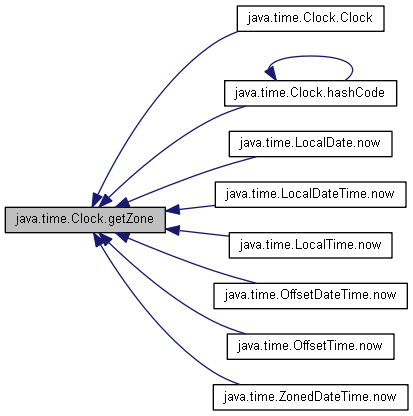 java.time.Clock.Clock
java.time.Clock.hashCode
java.time.LocalDate.now
java.time.LocalDateTime.now
java.time.Clock.getZone
java.time.LocalTime.now
java.time.OffsetDateTime.now
java.time.OffsetTime.now
java.time.ZonedDateTime.now